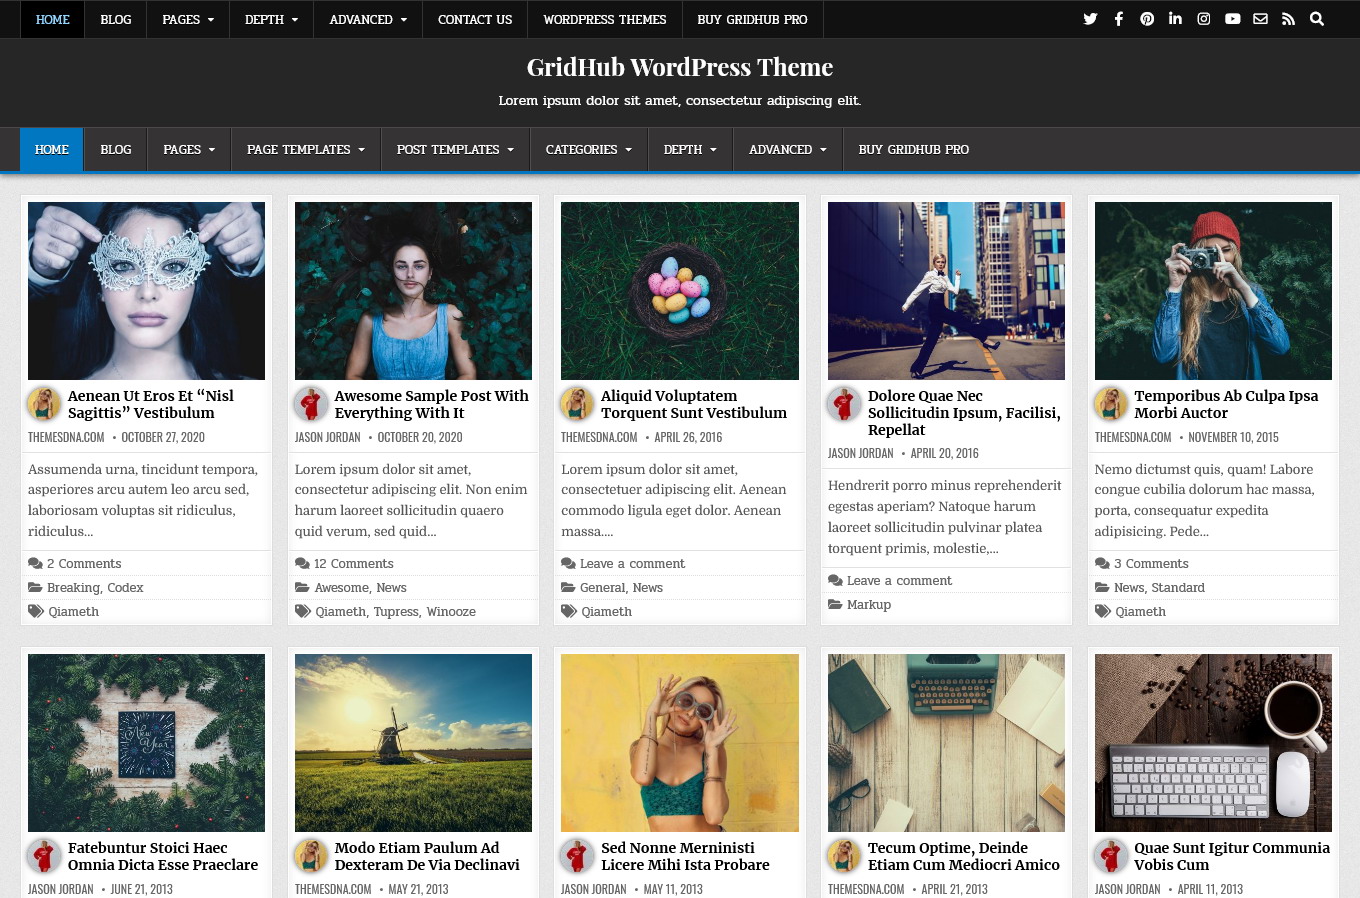 HOME BLOG PAGES DEPTH ADVANCED CONTACT US WORDPRESS THEMES BUY GRIDHUB PRO
GridHub WordPress Theme
Lorem ipsum dolor sit amet, consectetur adipiscing elit.
HOME BLOG PAGES PAGE TEMPLATES POST TEMPLATES CATEGORIES DEPTH ADVANCED BUY GRIDHUB PRO
Aenean Ut Eros Et “Nisl
Sagittis” Vestibulum
THEMESDNA.COM • OCTOBER 27, 2020
Assumenda urna, tincidunt tempora,
asperiores arcu autem leo arcu sed,
laboriosam voluptas sit ridiculus,
ridiculus...
2 Comments
Breaking, Codex
Qiameth
Awesome Sample Post With
Everything With It
JASON JORDAN • OCTOBER 20, 2020
Lorem ipsum dolor sit amet,
consectetur adipiscing elit. Non enim
harum laoreet sollicitudin quaero
quid verum, sed quid...
12 Comments
Awesome, News
Qiameth, Tupress, Winooze
Aliquid Voluptatem
Torquent Sunt Vestibulum
THEMESDNA.COM • APRIL 26, 2016
Lorem ipsum dolor sit amet,
consectetuer adipiscing elit. Aenean
commodo ligula eget dolor. Aenean
massa....
Leave a comment
General, News
Qiameth
Dolore Quae Nec
Sollicitudin Ipsum, Facilisi,
Repellat
JASON JORDAN • APRIL 20, 2016
Hendrerit porro minus reprehenderit
egestas aperiam? Natoque harum
laoreet sollicitudin pulvinar platea
torquent primis, molestie,...
Leave a comment
Markup
Temporibus Ab Culpa Ipsa
Morbi Auctor
THEMESDNA.COM • NOVEMBER 10, 2015
Nemo dictumst quis, quam! Labore
congue cubilia dolorum hac massa,
porta, consequatur expedita
adipisicing. Pede...
3 Comments
News, Standard
Qiameth
New
Year
Fatebuntur Stoici Haec
Omnia Dicta Esse Praeclare
JASON JORDAN • JUNE 21, 2013
Modo Etiam Paulum Ad
Dexteram De Via Declinavi
THEMESDNA.COM • MAY 21, 2013
Sed Nonne Merninisti
Licere Mihi Ista Probare
JASON JORDAN • MAY 11, 2013
Tecum Optime, Deinde
Etiam Cum Mediocri Amico
THEMESDNA.COM • APRIL 21, 2013
Quae Sunt Igitur Communia
Vobis Cum
JASON JORDAN • APRIL 11, 2013